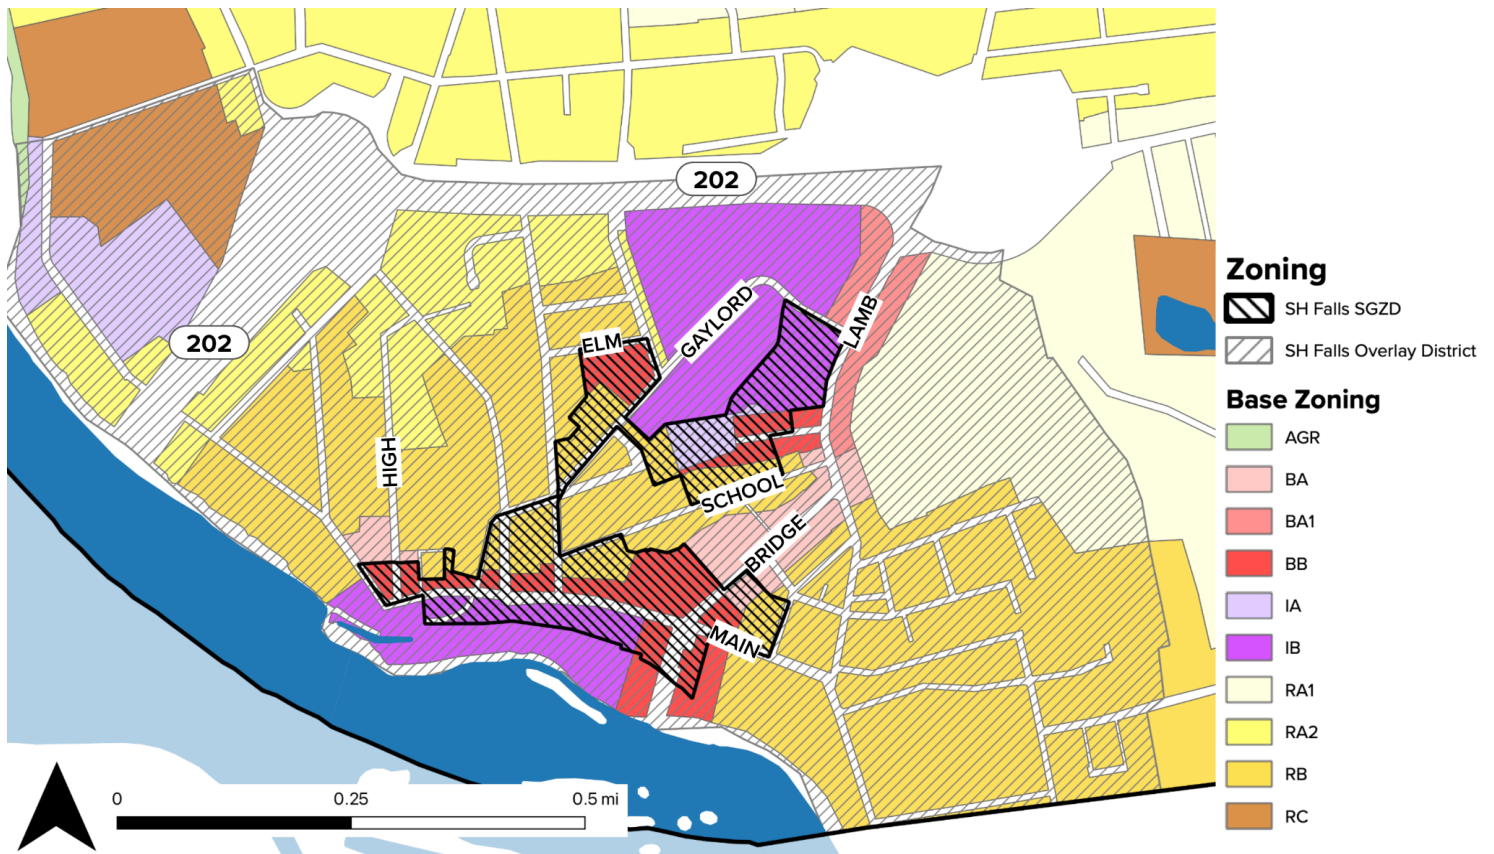 202
202
ELM
GAYLORD
LAMB
HIGH
SCHOOL
BRIDGE
MAIN
0 0.25 0.5 mi
Zoning
SH Falls SGZD
SH Falls Overlay District
Base Zoning
AGR
BA
BA1
BB
IA
IB
RA1
RA2
RB
RC